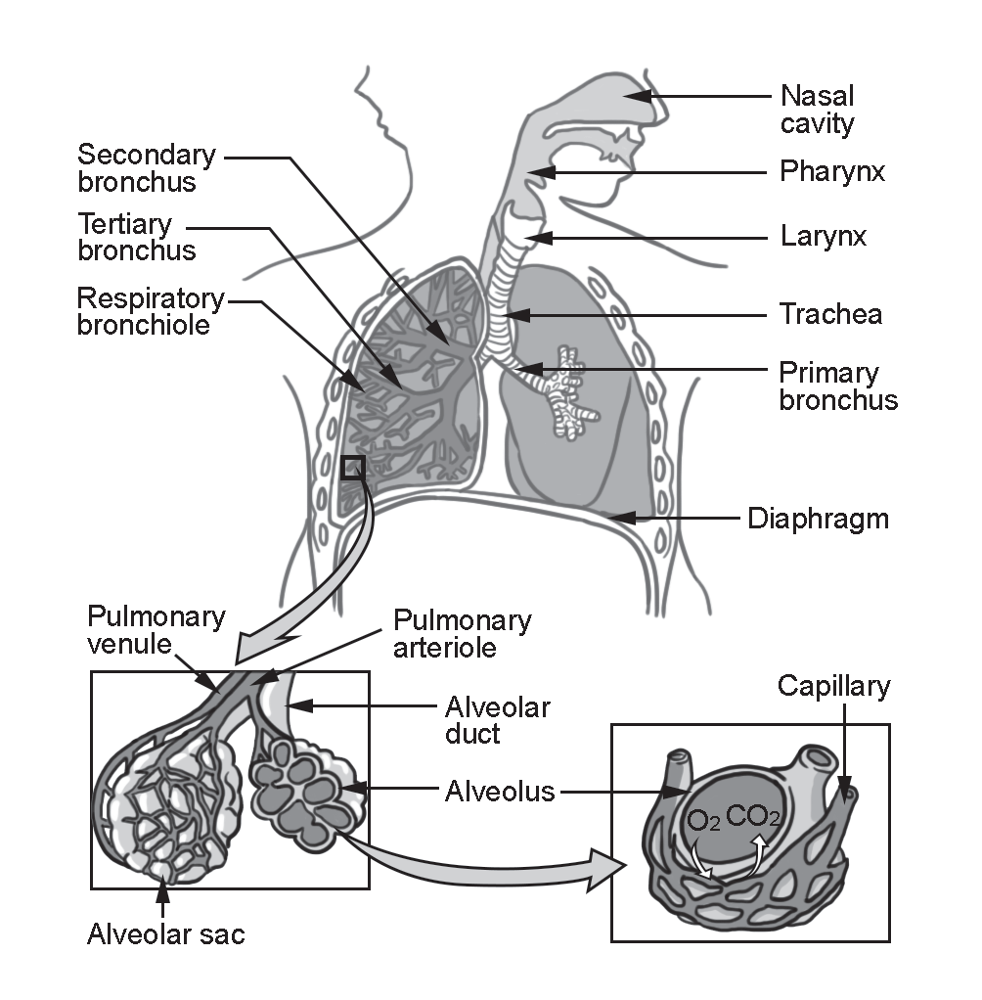 Nasal
cavity
Pharynx
Larynx
Trachea
Primary
bronchus
Diaphragm
Secondary
bronchus
Tertiary
bronchus
Respiratory
bronchiole
Pulmonary
venule
Pulmonary
arteriole
Alveolar
duct
Alveolus
Alveolar sac
Capillary
O2 CO2